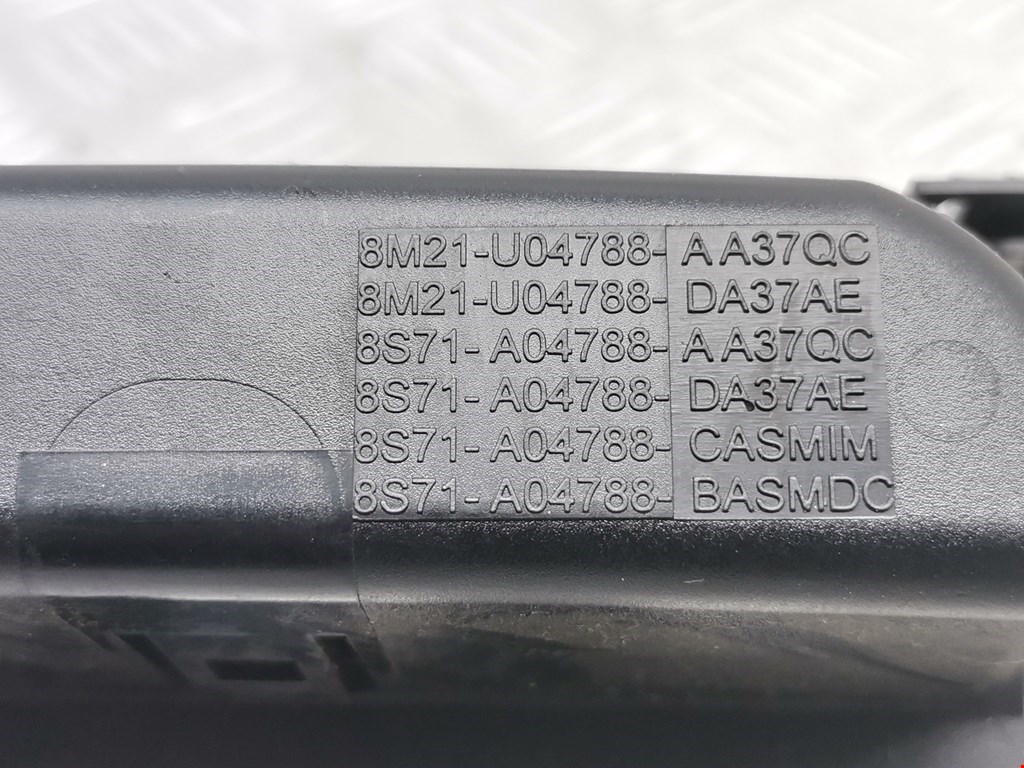 8M21-U04788-AA37QC
8M21-U04788-DA37AE
8S71-A04788-AA37QC
8S71-A04788-DA37AE
8S71-A04788-CASMIM
8S71-A04788-BASMDC